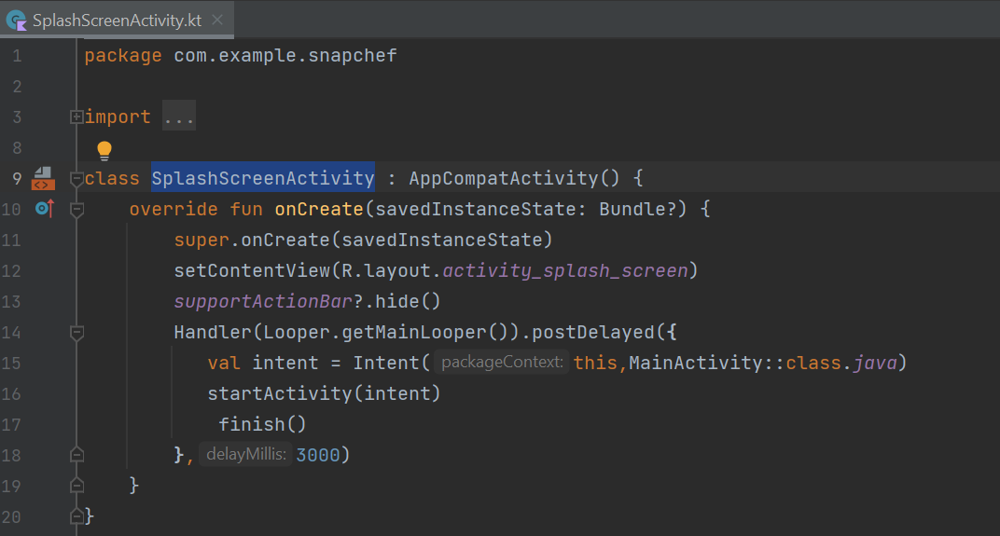 SplashScreenActivity.kt
1 package com.example.snapchef
2
3 import ...
8
9 class SplashScreenActivity : AppCompatActivity() {
10 override fun onCreate(savedInstanceState: Bundle?) {
11 super.onCreate(savedInstanceState)
12 setContentView(R.layout.activity_splash_screen)
13 supportActionBar?.hide()
14 Handler(Looper.getMainLooper()).postDelayed({
15 val intent = Intent( packageContext: this,MainActivity::class.java)
16 startActivity(intent)
17 finish()
18 }, delayMillis: 3000)
19 }
20 }